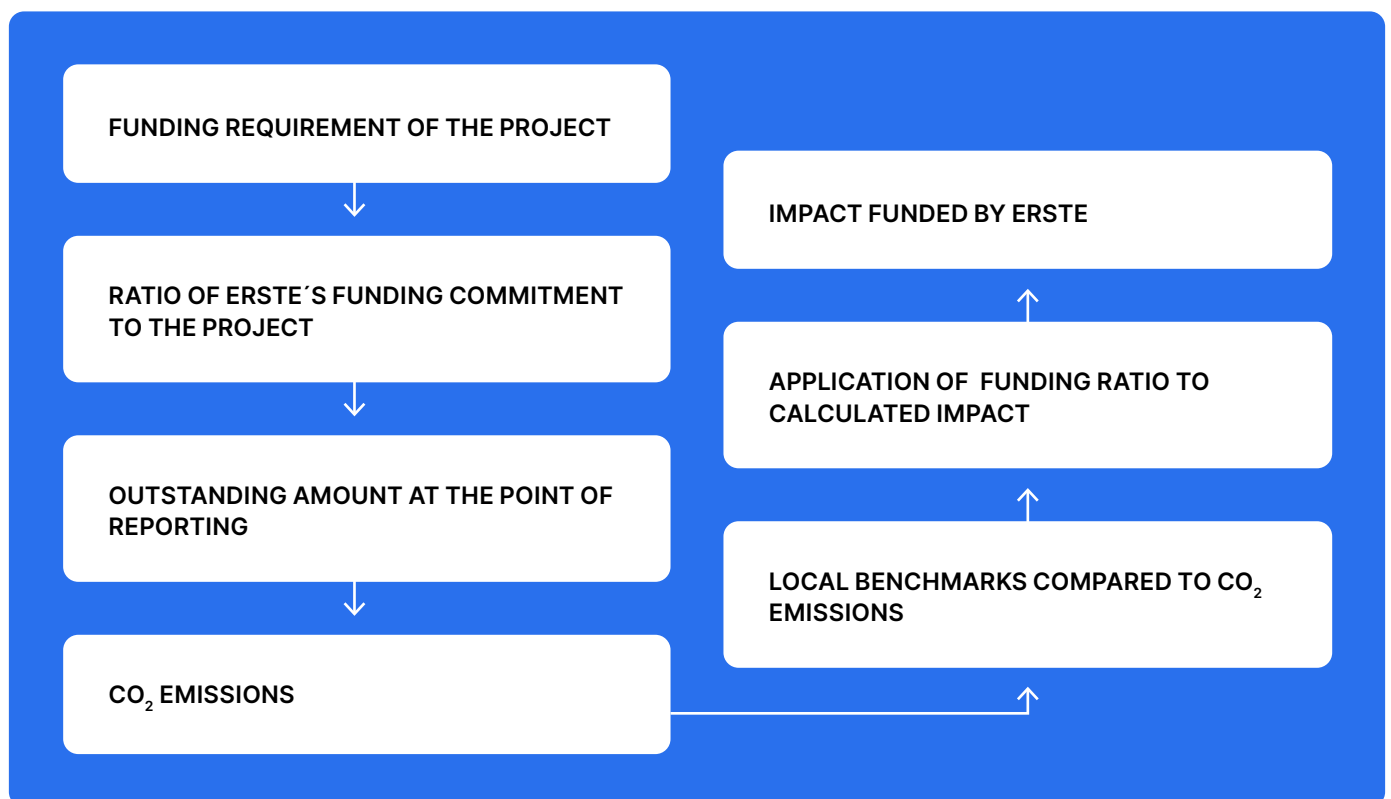 FUNDING REQUIREMENT OF THE PROJECT
RATIO OF ERSTE´S FUNDING COMMITMENT
TO THE PROJECT
OUTSTANDING AMOUNT AT THE POINT OF
REPORTING
CO₂ EMISSIONS
LOCAL BENCHMARKS COMPARED TO CO₂
EMISSIONS
APPLICATION OF  FUNDING RATIO TO
CALCULATED IMPACT
IMPACT FUNDED BY ERSTE